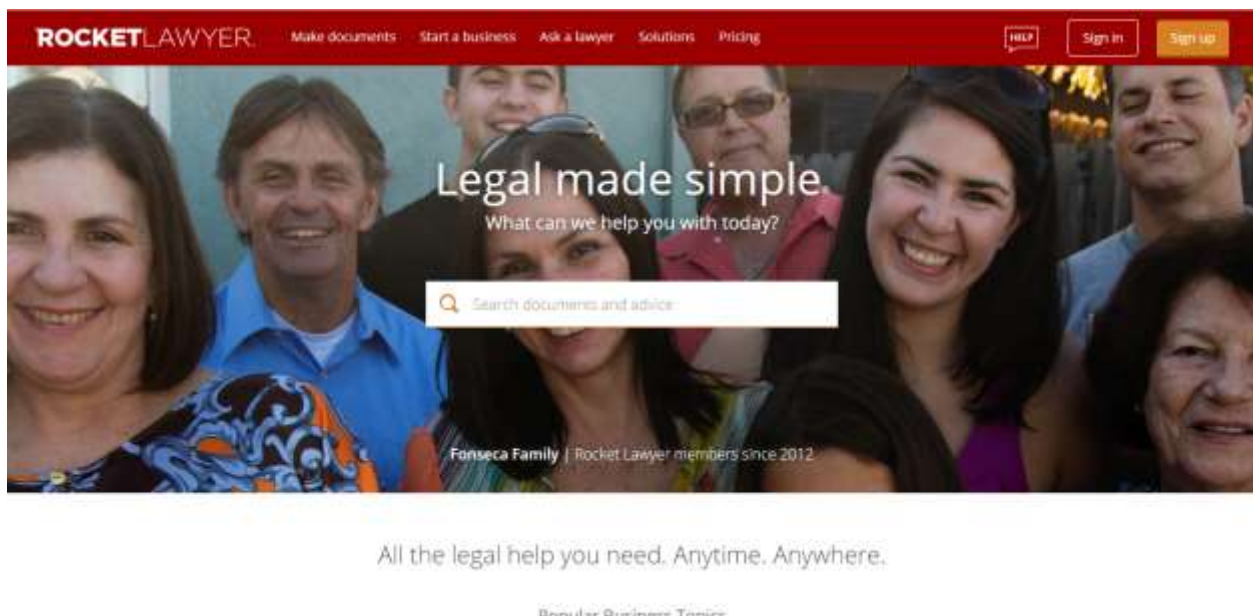 ROCKETLAWYER. Make documents Start a business Ask a lawyer Solutions Pricing HELP Sign in Sign up
Legal made simple.
What can we help you with today?
Search documents and advice
Fonseca Family | Rocket Lawyer members since 2012
All the legal help you need. Anytime. Anywhere.
Popular Business Topics